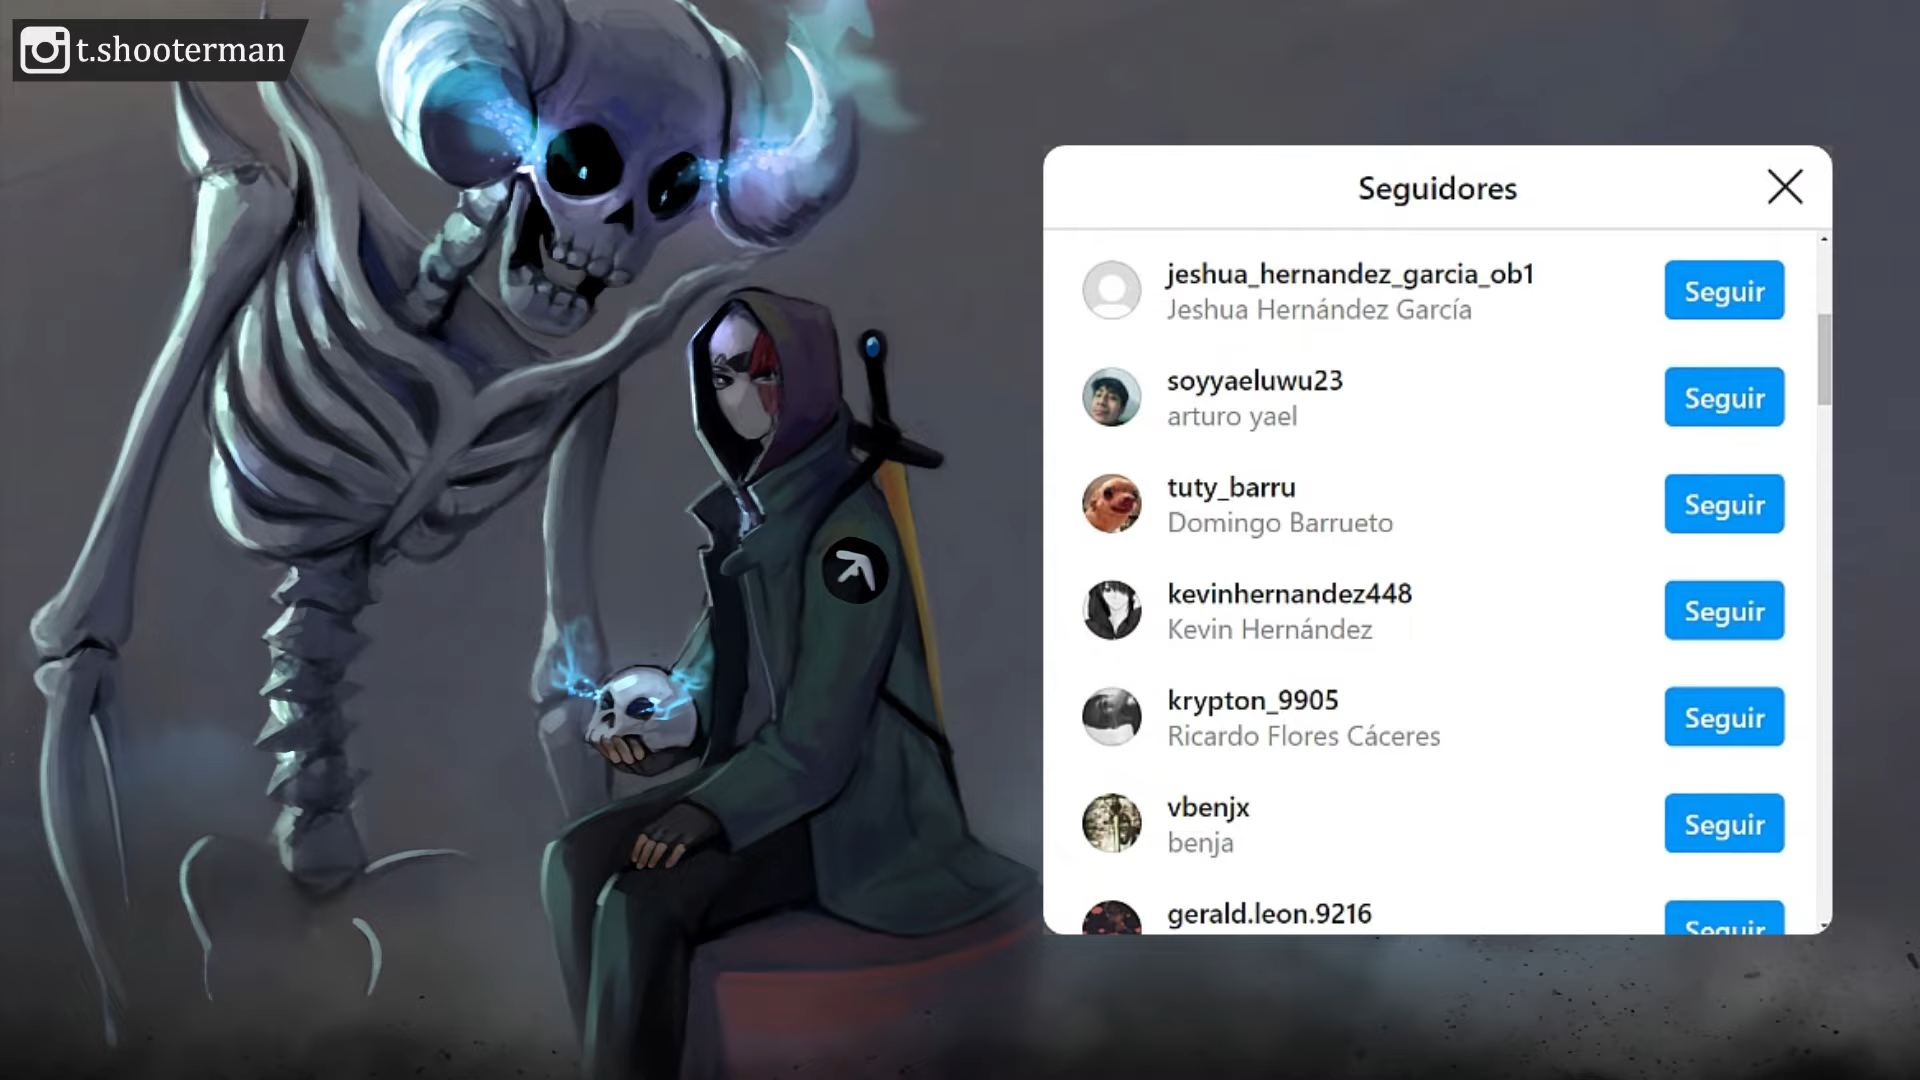 t.shooterman
Seguidores
jeshua_hernandez_garcia_ob1
Jeshua Hernández García
Seguir
soyyaeluwu23
arturo yael
Seguir
tuty_barru
Domingo Barrueto
Seguir
kevinhernandez448
Kevin Hernández
Seguir
krypton_9905
Ricardo Flores Cáceres
Seguir
vbenjx
benja
Seguir
gerald.leon.9216
Seguir